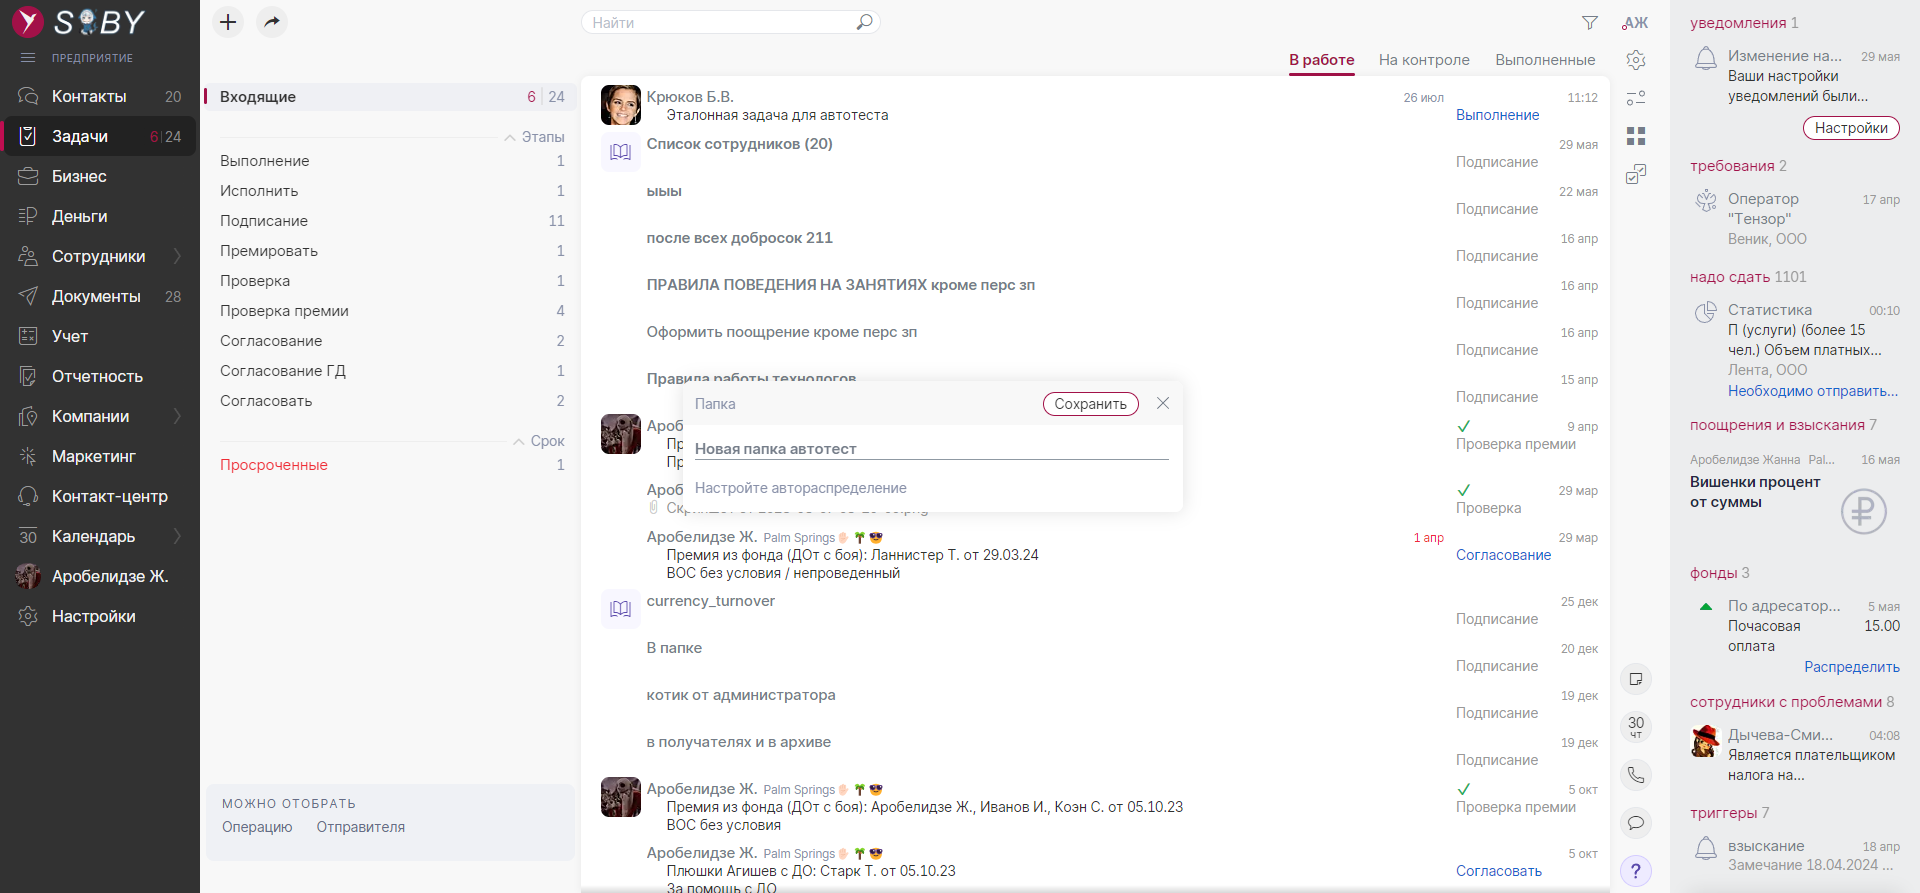 SBY
ПРЕДПРИЯТИЕ
Контакты 20
Задачи 6 24
Бизнес
Деньги
Сотрудники
Документы 28
Учет
Отчетность
Компании
Маркетинг
Контакт-центр
30 Календарь
Аробелидзе Ж.
Настройки
Входящие 6 24
Этапы
Выполнение 1
Исполнить 1
Подписание 11
Премировать 1
Проверка 1
Проверка премии 4
Согласование 2
Согласование ГД 1
Согласовать 2
Срок
Просроченные 1
МОЖНО ОТОБРАТЬ
Операцию Отправителя
Найти
В работе На контроле Выполненные
Крюков Б.В. 26 июл 11:12
Эталонная задача для автотеста Выполнение
Список сотрудников (20) 29 мая
Подписание
ыыы 22 мая
Подписание
после всех добросок 211 16 апр
Подписание
ПРАВИЛА ПОВЕДЕНИЯ НА ЗАНЯТИЯХ кроме перс зп 16 апр
Подписание
Оформить поощрение кроме перс зп 16 апр
Подписание
Правила работы технологов 15 апр
Подписание
Папка Сохранить
Новая папка автотест
Настройте автораспределение
Ароб 9 апр
Пр Проверка премии
Пр
Ароб 29 мар
Проверка
Аробелидзе Ж. Palm Springs 1 апр 29 мар
Премия из фонда (ДОт с боя): Ланнистер Т. от 29.03.24 Согласование
ВОС без условия / непроведенный
currency_turnover 25 дек
Подписание
В папке 20 дек
Подписание
котик от администратора 19 дек
Подписание
в получателях и в архиве 19 дек
Подписание
Аробелидзе Ж. Palm Springs 5 окт
Премия из фонда (ДОт с боя): Аробелидзе Ж., Иванов И., Коэн С. от 05.10.23 Проверка премии
ВОС без условия
Аробелидзе Ж. Palm Springs 5 окт
Плюшки Агишев с ДО: Старк Т. от 05.10.23 Согласовать
За помощь с ДО
АЖ
30
чт
?
уведомления 1
Изменение на... 29 мая
Ваши настройки
уведомлений были...
Настройки
требования 2
Оператор 17 апр
"Тензор"
Веник, ООО
надо сдать 1101
Статистика 00:10
П (услуги) (более 15
чел.) Объем платных...
Лента, ООО
Необходимо отправить...
поощрения и взыскания 7
Аробелидзе Жанна Pal... 16 мая
Вишенки процент
от суммы
фонды 3
По адресатор... 5 мая
Почасовая 15.00
оплата
Распределить
сотрудники с проблемами 8
Дычева-Сми... 04:08
Является плательщиком
налога на...
триггеры 7
взыскание 18 апр
Замечание 18.04.2024 ...